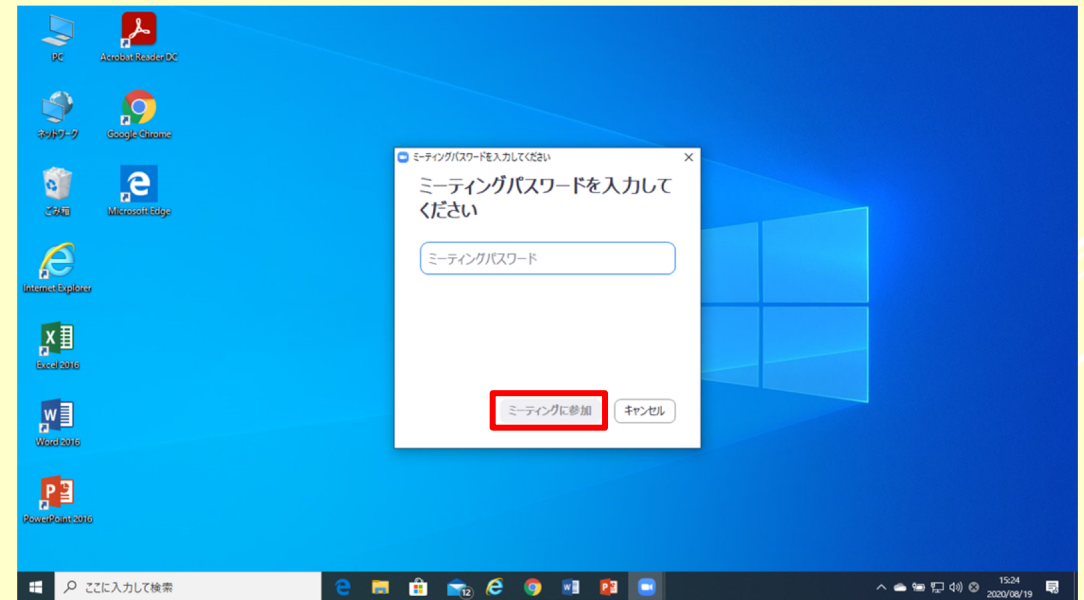 PC
Acrobat Reader DC
ネットワーク
Google Chrome
ごみ箱
Microsoft Edge
Internet Explorer
Excel 2016
Word 2016
PowerPoint 2016
ミーティングパスワードを入力してください
ミーティングパスワードを入力して
ください
ミーティングパスワード
ミーティングに参加
キャンセル
ここに入力して検索
12
15:24
2020/08/19